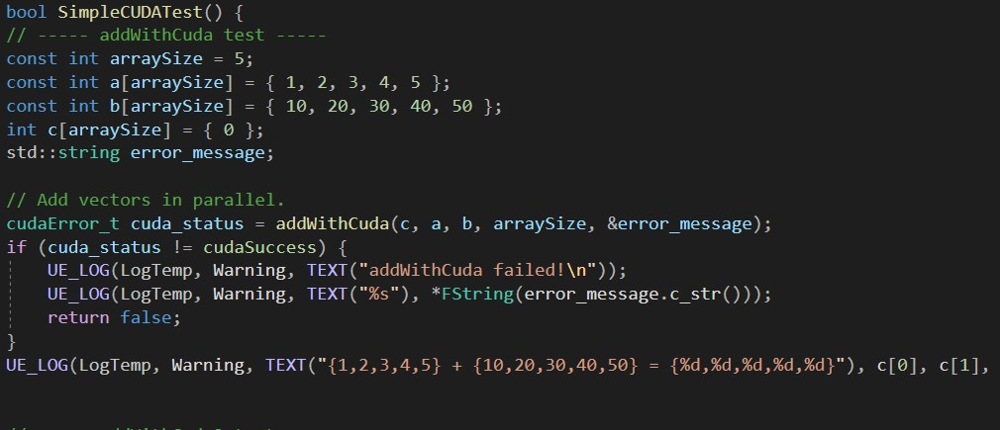 bool SimpleCUDATest() {
// ----- addWithCuda test -----
const int arraySize = 5;
const int a[arraySize] = { 1, 2, 3, 4, 5 };
const int b[arraySize] = { 10, 20, 30, 40, 50 };
int c[arraySize] = { 0 };
std::string error_message;

// Add vectors in parallel.
cudaError_t cuda_status = addWithCuda(c, a, b, arraySize, &error_message);
if (cuda_status != cudaSuccess) {
    UE_LOG(LogTemp, Warning, TEXT("addWithCuda failed!\n"));
    UE_LOG(LogTemp, Warning, TEXT("%s"), *FString(error_message.c_str()));
    return false;
}
UE_LOG(LogTemp, Warning, TEXT("{1,2,3,4,5} + {10,20,30,40,50} = {%d,%d,%d,%d,%d}"), c[0], c[1],